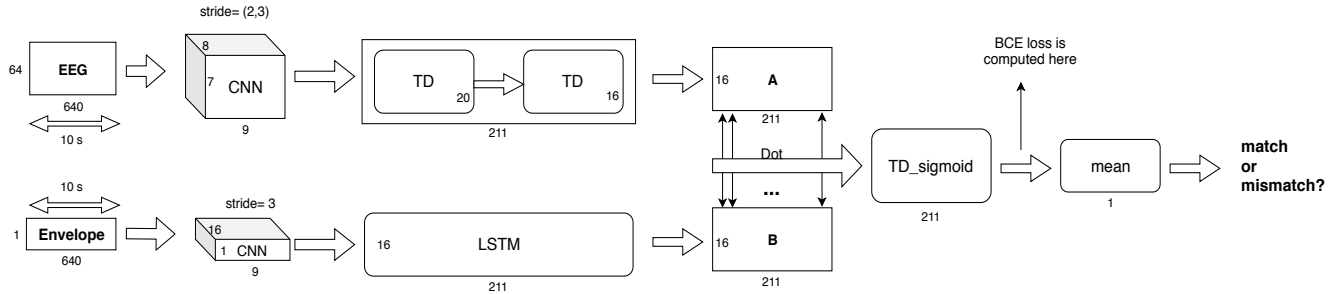 stride= (2,3)
64
EEG
640
10 s
8
7
CNN
9
TD
20
TD
16
211
16
A
211
Dot
...
BCE loss is
computed here
TD_sigmoid
211
mean
1
match
or
mismatch?
10 s
1
Envelope
640
stride= 3
16
1
CNN
9
16
LSTM
211
16
B
211